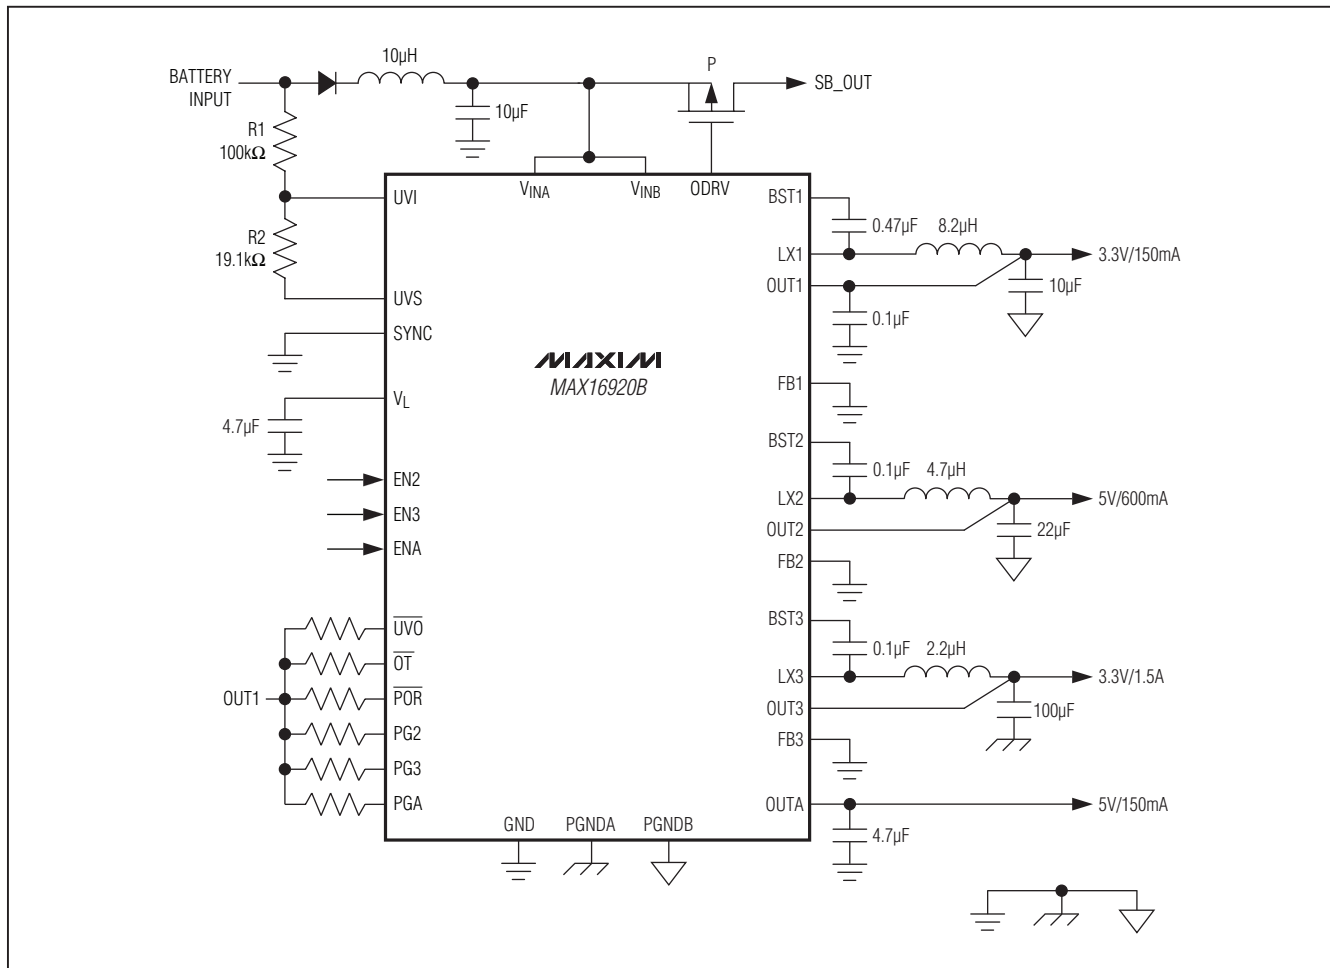 10µH
P
BATTERY
INPUT
SB_OUT
10µF
R1
100kΩ
VINA
VINB
ODRV
UVI
BST1
0.47µF
8.2µH
R2
19.1kΩ
LX1
3.3V/150mA
OUT1
10µF
UVS
0.1µF
SYNC
MAXIM
MAX16920B
FB1
VL
4.7µF
BST2
0.1µF
4.7µH
EN2
LX2
5V/600mA
EN3
OUT2
22µF
ENA
FB2
BST3
UVO
0.1µF
2.2µH
OT
LX3
3.3V/1.5A
OUT1
POR
OUT3
100µF
PG2
FB3
PG3
PGA
OUTA
5V/150mA
GND
PGNDA
PGNDB
4.7µF